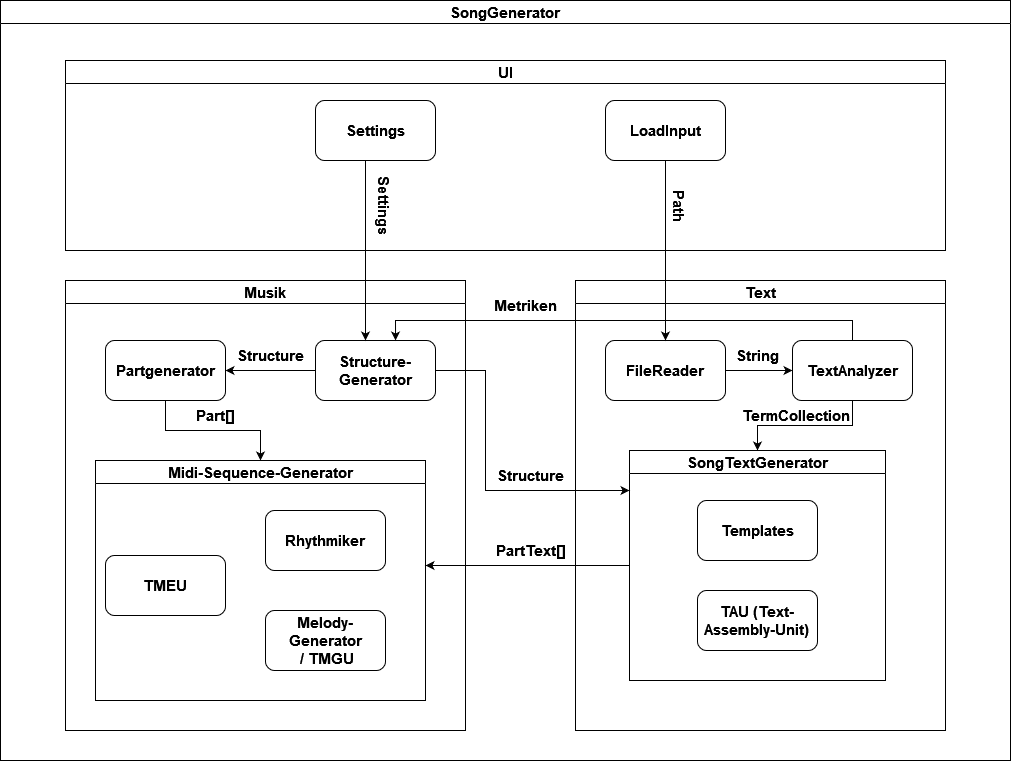 SongGenerator
UI
Settings
LoadInput
Settings
Path
Musik
Text
Metriken
Partgenerator
Structure
Structure-
Generator
FileReader
String
TextAnalyzer
Part[]
TermCollection
Midi-Sequence-Generator
Structure
SongTextGenerator
Rhythmiker
Templates
TMEU
PartText[]
Melody-
Generator
/ TMGU
TAU (Text-
Assembly-Unit)